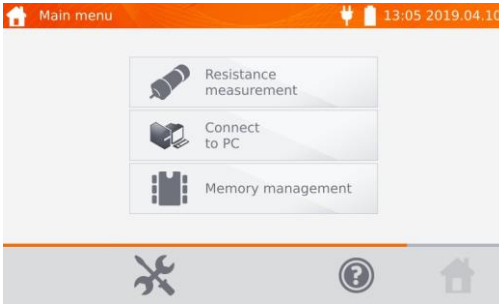 Main menu 13:05 2019.04.10
Resistance
measurement
Connect
to PC
Memory management